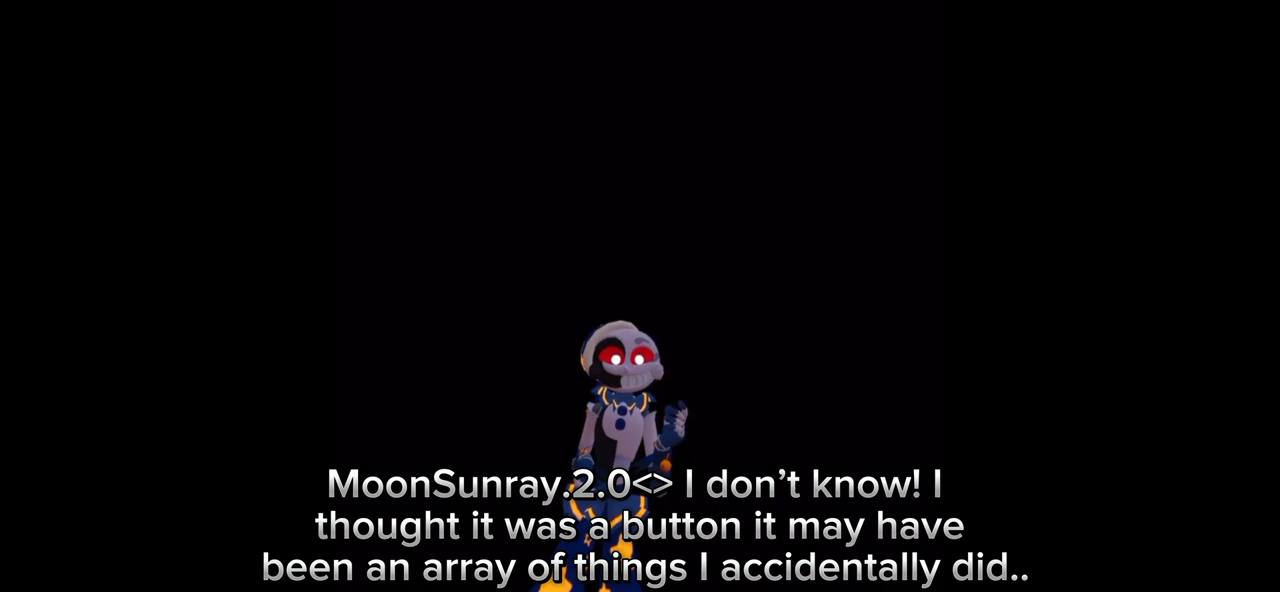 MoonSunray.2.0<> I don’t know! I
thought it was a button it may have
been an array of things I accidentally did..